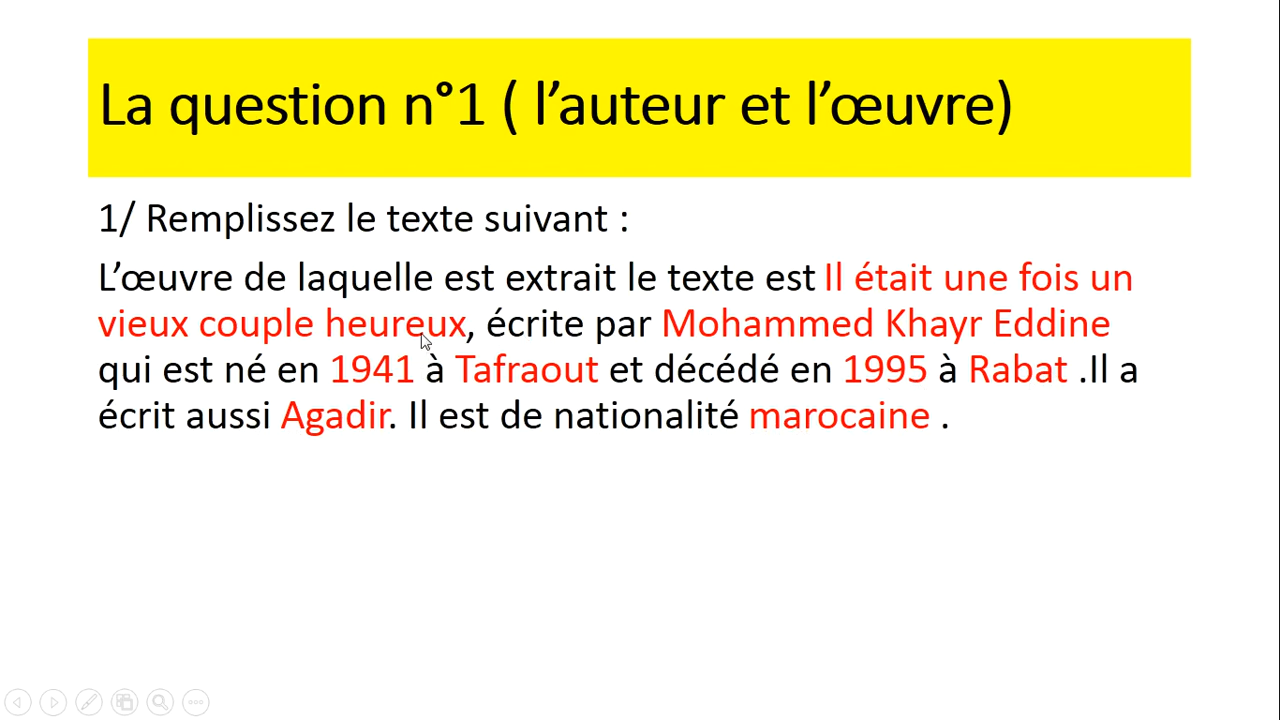 La question n°1 ( l’auteur et l’œuvre)
1/ Remplissez le texte suivant :
L’œuvre de laquelle est extrait le texte est Il était une fois un
vieux couple heureux, écrite par Mohammed Khayr Eddine
qui est né en 1941 à Tafraout et décédé en 1995 à Rabat .Il a
écrit aussi Agadir. Il est de nationalité marocaine .